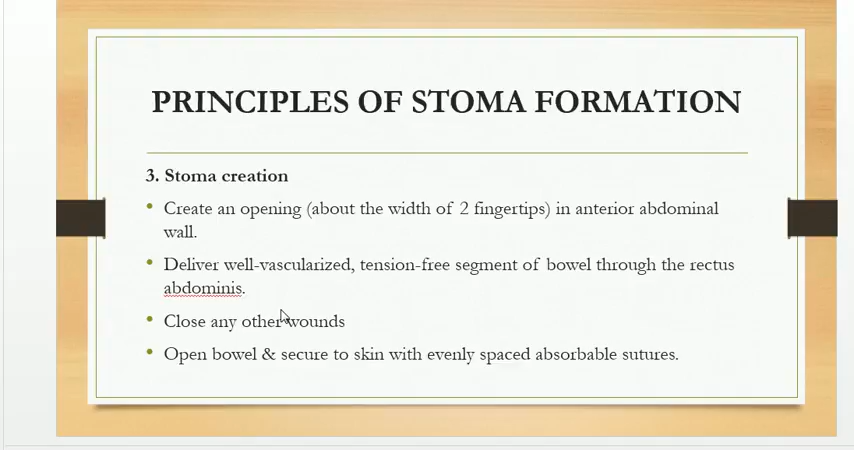 PRINCIPLES OF STOMA FORMATION
3. Stoma creation
• Create an opening (about the width of 2 fingertips) in anterior abdominal
wall.
• Deliver well-vascularized, tension-free segment of bowel through the rectus
abdominis.
• Close any other wounds
• Open bowel & secure to skin with evenly spaced absorbable sutures.